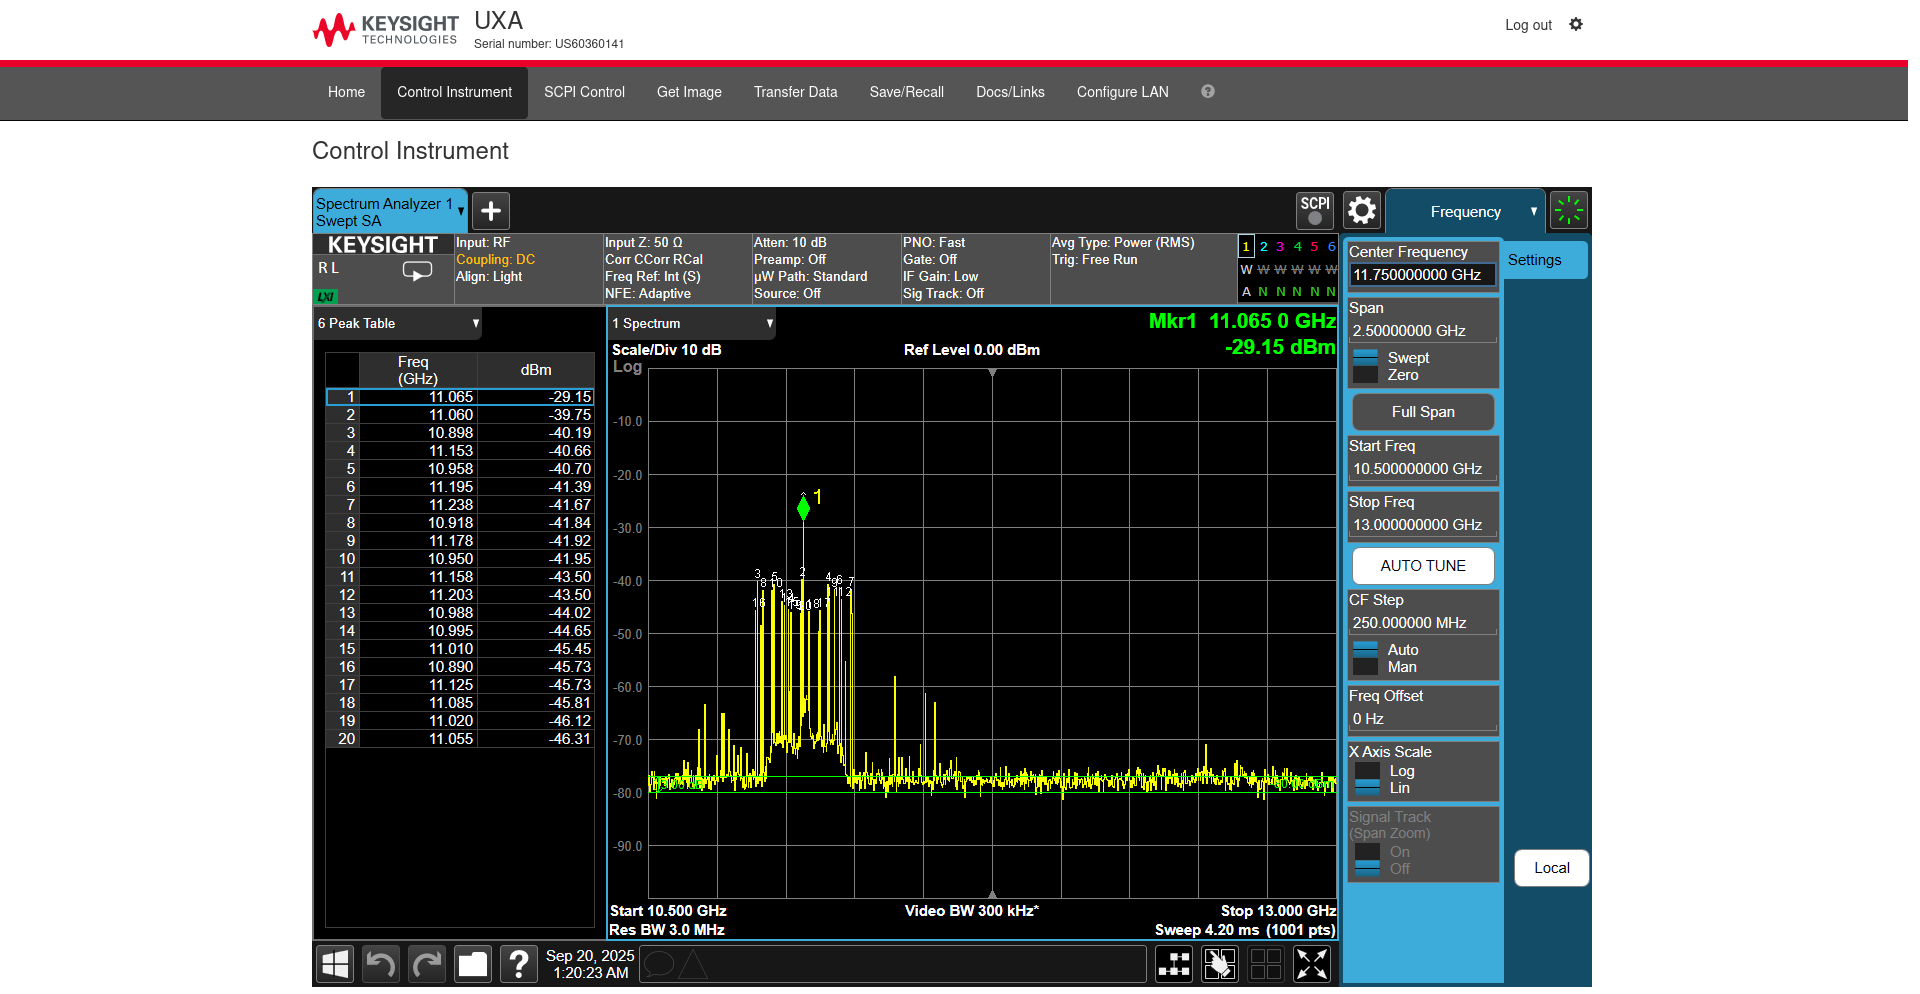 KEYSIGHT
TECHNOLOGIES
UXA
Serial number: US60360141
Log out
Home
Control Instrument
SCPI Control
Get Image
Transfer Data
Save/Recall
Docs/Links
Configure LAN
?
Control Instrument
Spectrum Analyzer 1
Swept SA
SCPI
Frequency
KEYSIGHT
R L
LXI
Input: RF
Coupling: DC
Align: Light
Input Z: 50 Ω
Corr CCorr RCal
Freq Ref: Int (S)
NFE: Adaptive
Atten: 10 dB
Preamp: Off
µW Path: Standard
Source: Off
PNO: Fast
Gate: Off
IF Gain: Low
Sig Track: Off
Avg Type: Power (RMS)
Trig: Free Run
1 2 3 4 5 6
W W W W W W
A N N N N N
Center Frequency
11.750000000 GHz
Settings
Span
2.50000000 GHz
Swept
Zero
Full Span
Start Freq
10.500000000 GHz
Stop Freq
13.000000000 GHz
AUTO TUNE
CF Step
250.000000 MHz
Auto
Man
Freq Offset
0 Hz
X Axis Scale
Log
Lin
Signal Track
(Span Zoom)
On
Off
Local
6 Peak Table
Freq
(GHz)
dBm
1 11.065 -29.15
2 11.060 -39.75
3 10.898 -40.19
4 11.153 -40.66
5 10.958 -40.70
6 11.195 -41.39
7 11.238 -41.67
8 10.918 -41.84
9 11.178 -41.92
10 10.950 -41.95
11 11.158 -43.50
12 11.203 -43.50
13 10.988 -44.02
14 10.995 -44.65
15 11.010 -45.45
16 10.890 -45.73
17 11.125 -45.73
18 11.085 -45.81
19 11.020 -46.12
20 11.055 -46.31
1 Spectrum
Mkr1 11.065 0 GHz
-29.15 dBm
Scale/Div 10 dB
Ref Level 0.00 dBm
Log
-10.0
-20.0
-30.0
-40.0
-50.0
-60.0
-70.0
-80.0
-90.0
1
Start 10.500 GHz
Video BW 300 kHz*
Stop 13.000 GHz
Res BW 3.0 MHz
Sweep 4.20 ms (1001 pts)
?
Sep 20, 2025
1:20:23 AM